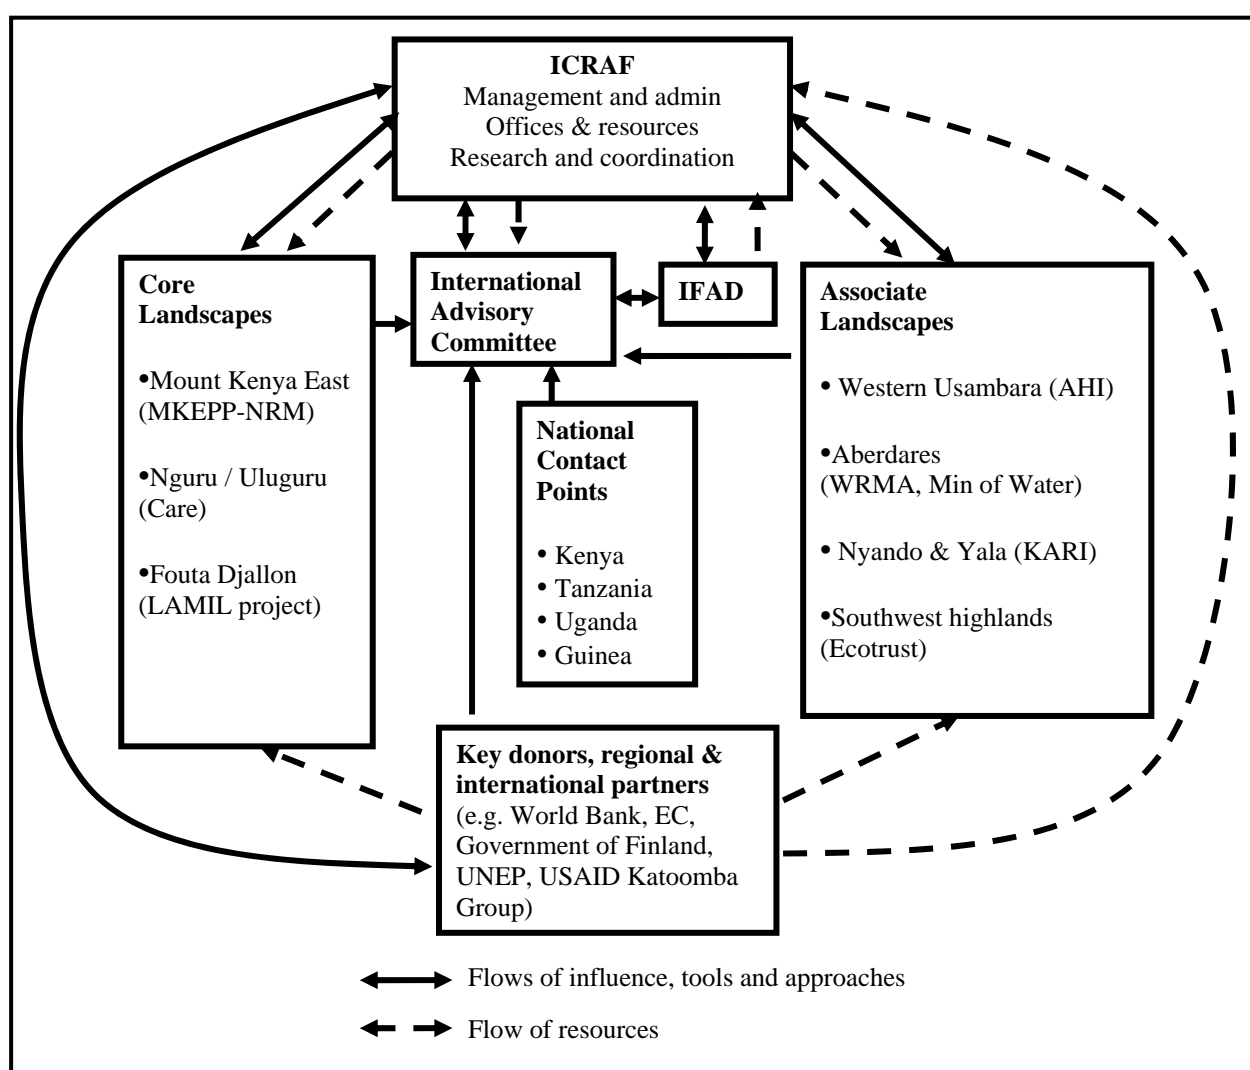 ICRAF
Management and admin
Offices & resources
Research and coordination
Core
Landscapes
•Mount Kenya East
(MKEPP-NRM)
•Nguru / Uluguru
(Care)
•Fouta Djallon
(LAMIL project)
International
Advisory
Committee
IFAD
National
Contact
Points
• Kenya
• Tanzania
• Uganda
• Guinea
Associate
Landscapes
• Western Usambara (AHI)
•Aberdares
(WRMA, Min of Water)
• Nyando & Yala (KARI)
•Southwest highlands
(Ecotrust)
Key donors, regional &
international partners
(e.g. World Bank, EC,
Government of Finland,
UNEP, USAID Katoomba
Group)
Flows of influence, tools and approaches
Flow of resources